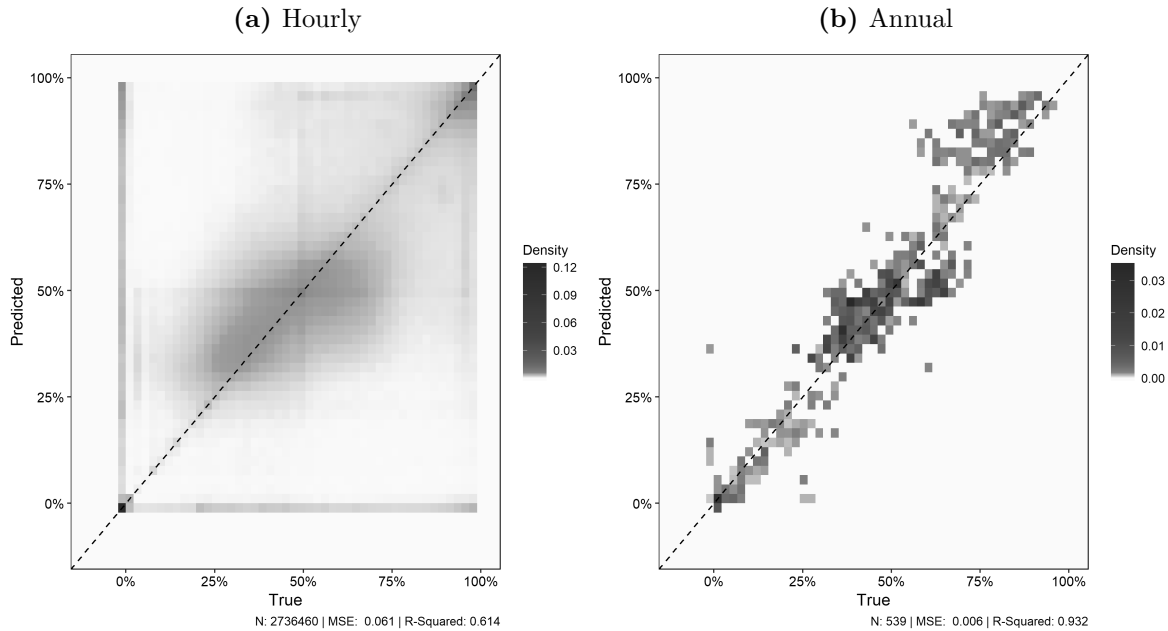 (a) Hourly
100%
75%
50%
25%
0%
Predicted
0% 25% 50% 75% 100%
True
N: 2736460 | MSE: 0.061 | R-Squared: 0.614
Density
0.12
0.09
0.06
0.03
(b) Annual
100%
75%
50%
25%
0%
Predicted
0% 25% 50% 75% 100%
True
N: 539 | MSE: 0.006 | R-Squared: 0.932
Density
0.03
0.02
0.01
0.00